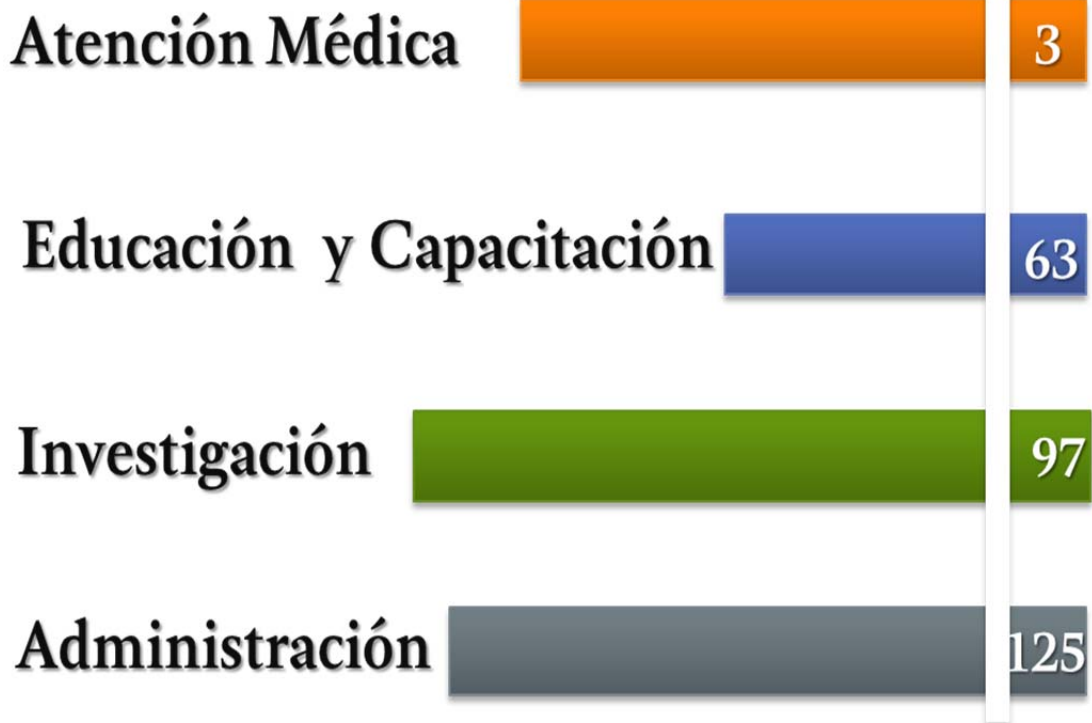 Atención Médica 3
Educación y Capacitación 63
Investigación 97
Administración 125